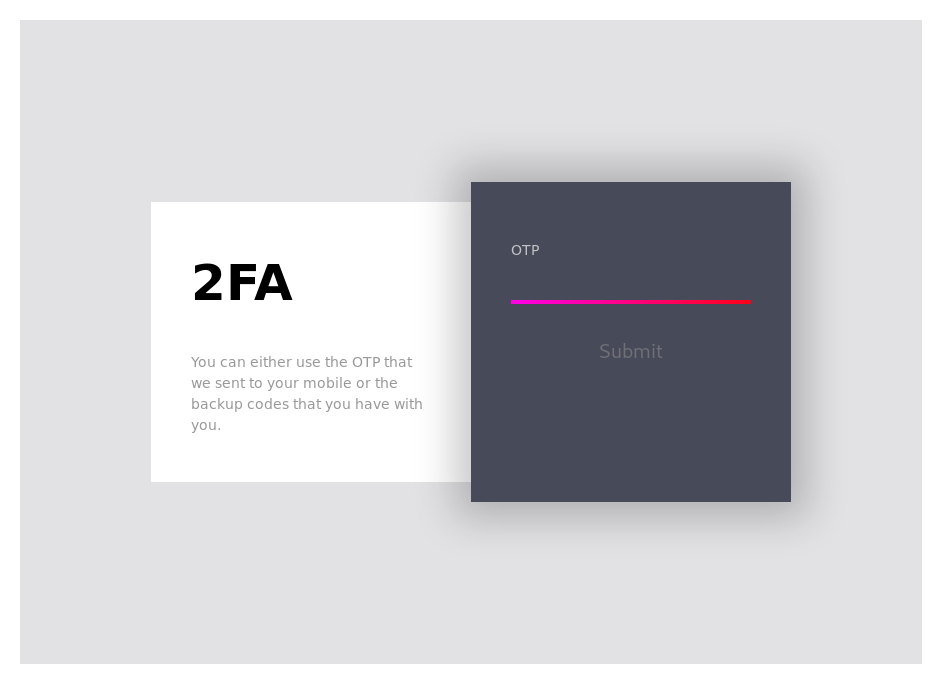 2FA
You can either use the OTP that
we sent to your mobile or the
backup codes that you have with
you.
OTP
Submit